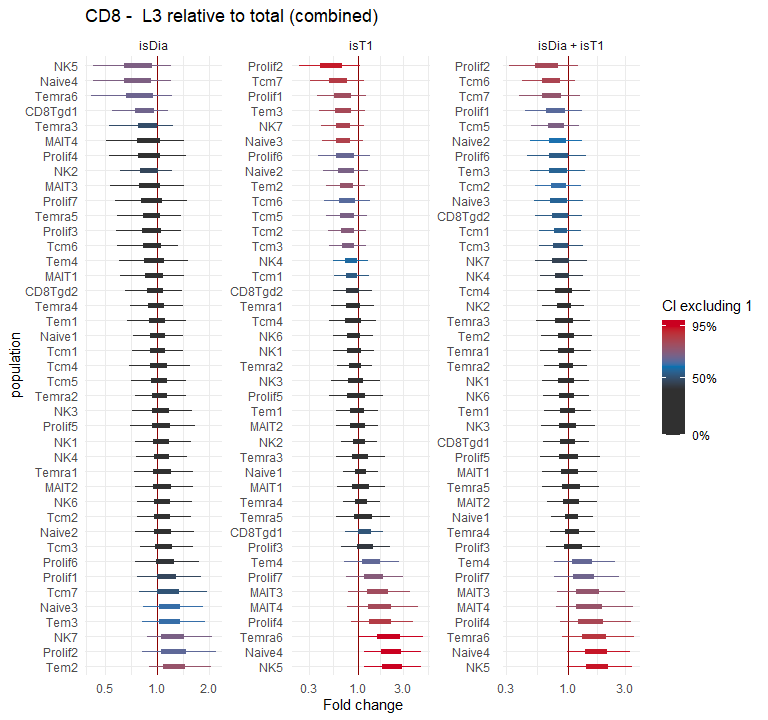 CD8 -  L3 relative to total (combined)
isDia
isT1
isDia + isT1
population
NK5
Naive4
Temra6
CD8Tgd1
Temra3
MAIT4
Prolif4
NK2
MAIT3
Prolif7
Temra5
Prolif3
Tcm6
Tem4
MAIT1
CD8Tgd2
Temra4
Tem1
Naive1
Tcm1
Tcm4
Tcm5
Temra2
NK3
Prolif5
NK1
NK4
Temra1
MAIT2
NK6
Tcm2
Naive2
Tcm3
Prolif6
Prolif1
Tcm7
Naive3
Tem3
NK7
Prolif2
Tem2
0.5
1.0
2.0
Prolif2
Tcm7
Prolif1
Tem3
NK7
Naive3
Prolif6
Naive2
Tem2
Tcm6
Tcm5
Tcm2
Tcm3
NK4
Tcm1
CD8Tgd2
Temra1
Tcm4
NK6
NK1
Temra2
NK3
Prolif5
Tem1
MAIT2
NK2
Temra3
Naive1
MAIT1
Temra4
Temra5
CD8Tgd1
Prolif3
Tem4
Prolif7
MAIT3
MAIT4
Prolif4
Temra6
Naive4
NK5
0.3
1.0
3.0
Prolif2
Tcm6
Tcm7
Prolif1
Tcm5
Naive2
Prolif6
Tem3
Tcm2
Naive3
CD8Tgd2
Tcm1
Tcm3
NK7
NK4
Tcm4
NK2
Temra3
Tem2
Temra1
Temra2
NK1
NK6
Tem1
NK3
CD8Tgd1
Prolif5
MAIT1
Temra5
MAIT2
Naive1
Temra4
Prolif3
Tem4
Prolif7
MAIT3
MAIT4
Prolif4
Temra6
Naive4
NK5
0.3
1.0
3.0
Fold change
CI excluding 1
95%
50%
0%